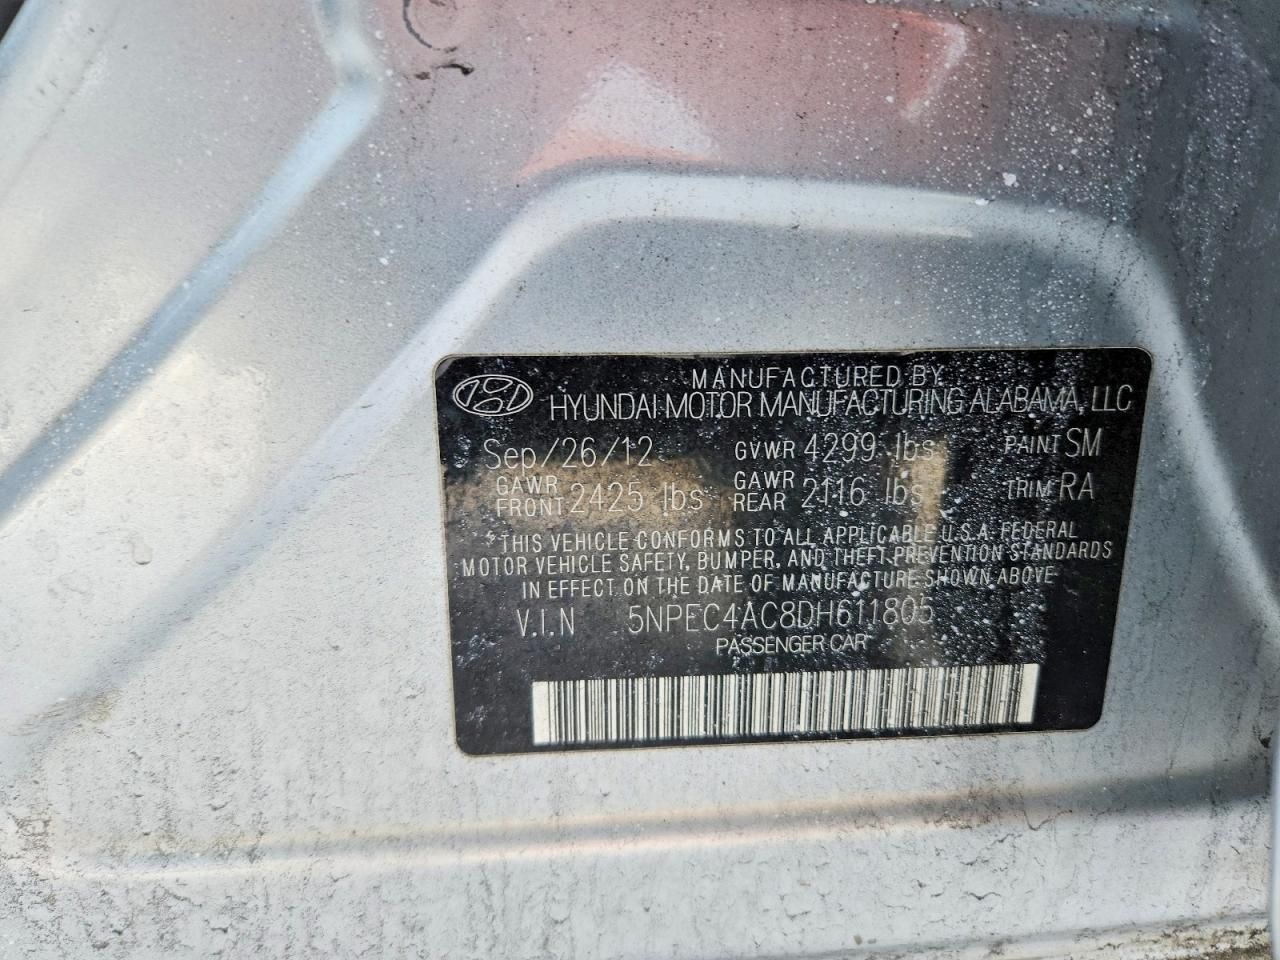 MANUFACTURED BY
HYUNDAI MOTOR MANUFACTURING ALABAMA, LLC
Sep/26/12 GVWR 4299 lbs PAINT SM
GAWR FRONT 2425 lbs GAWR REAR 2116 lbs TRIM RA
THIS VEHICLE CONFORMS TO ALL APPLICABLE U.S.A. FEDERAL
MOTOR VEHICLE SAFETY, BUMPER, AND THEFT PREVENTION STANDARDS
IN EFFECT ON THE DATE OF MANUFACTURE SHOWN ABOVE
V.I.N 5NPEC4AC8DH611805
PASSENGER CAR